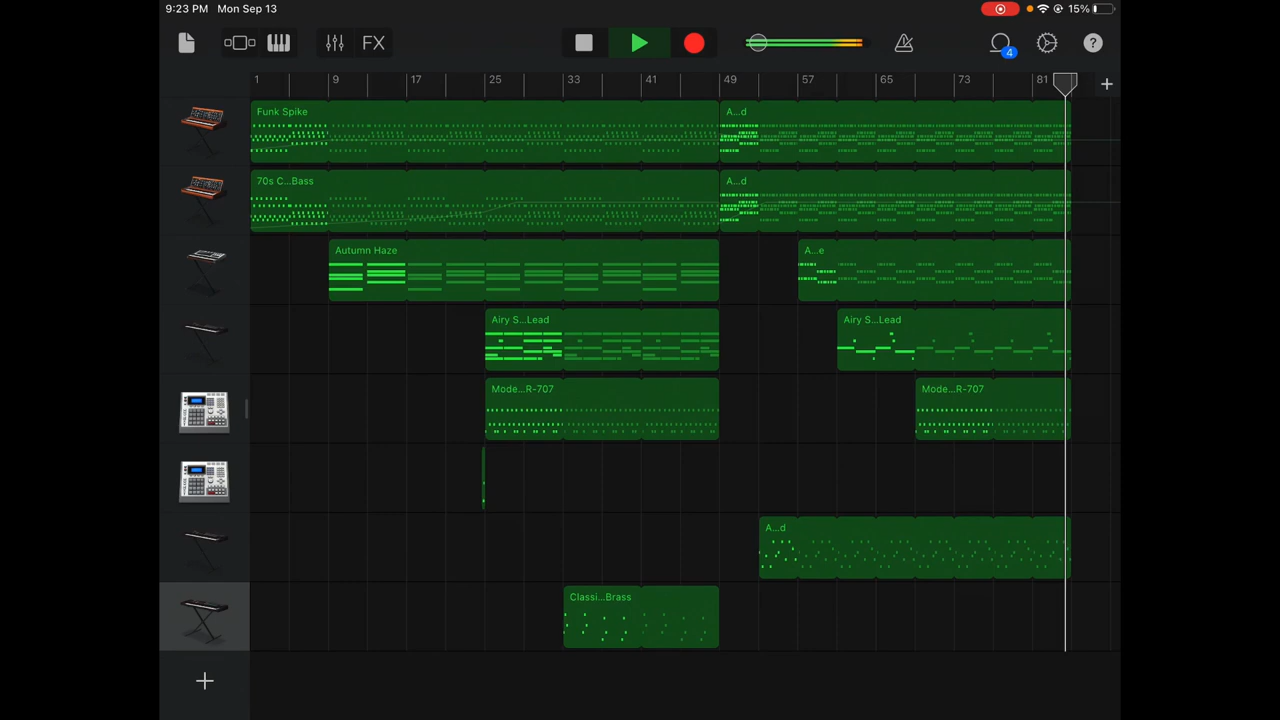 9:23 PM Mon Sep 13 15%
FX 4 ?
1 9 17 25 33 41 49 57 65 73 81 +
Funk Spike A...d
70s C...Bass A...d
Autumn Haze A...e
Airy S...Lead Airy S...Lead
Mode...R-707 Mode...R-707
A...d
Classi...Brass
+